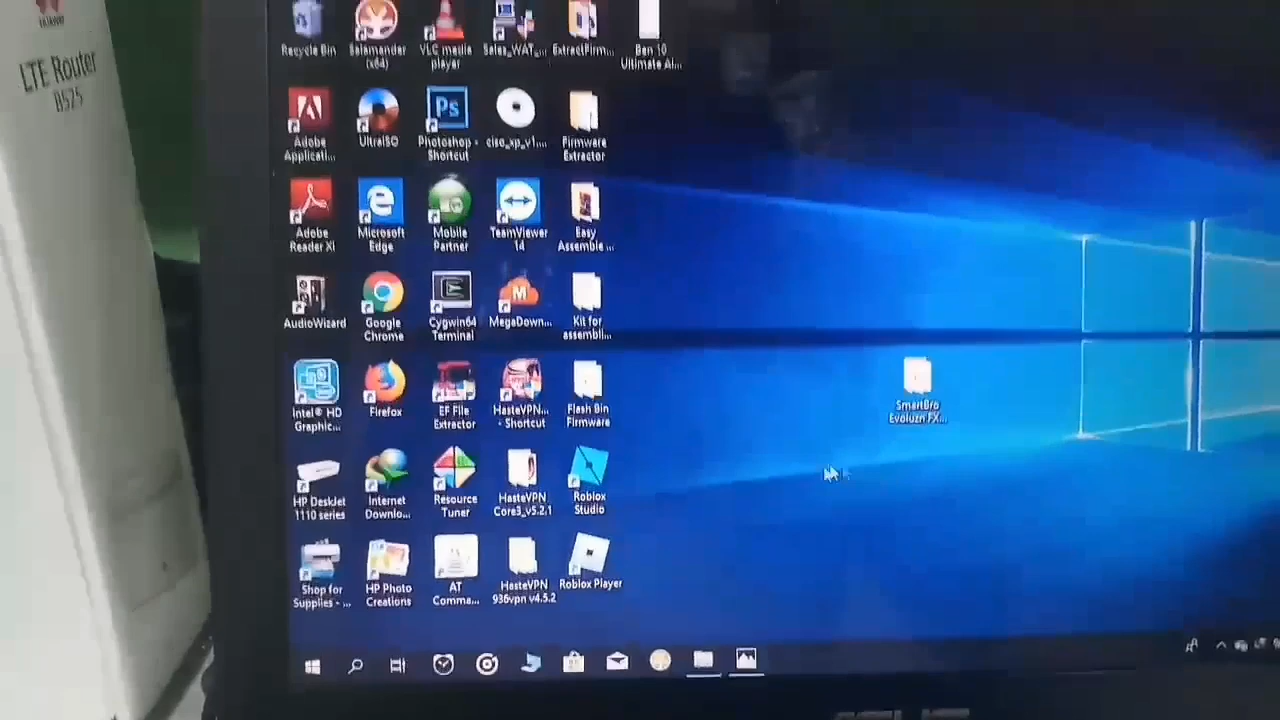 HUAWEI
LTE Router
B525
Recycle Bin
Salamander
(x64)
VLC media
player
Sales_WAT_...
ExtractFirm...
Ben 10
Ultimate Al...
Adobe
Applicati...
UltraISO
Photoshop -
Shortcut
ciso_xp_v1....
Firmware
Extractor
Adobe
Reader XI
Microsoft
Edge
Mobile
Partner
TeamViewer
14
Easy
Assemble ...
AudioWizard
Google
Chrome
Cygwin64
Terminal
MegaDown...
Kit for
assembli...
Intel® HD
Graphic...
Firefox
EF File
Extractor
HasteVPN...
- Shortcut
Flash Bin
Firmware
SmartBro
Evoluzn FX...
HP DeskJet
1110 series
Internet
Downlo...
Resource
Tuner
HasteVPN
Core3_v5.2.1
Roblox
Studio
Shop for
Supplies - ...
HP Photo
Creations
AT
Comma...
HasteVPN
936vpn v4.5.2
Roblox Player